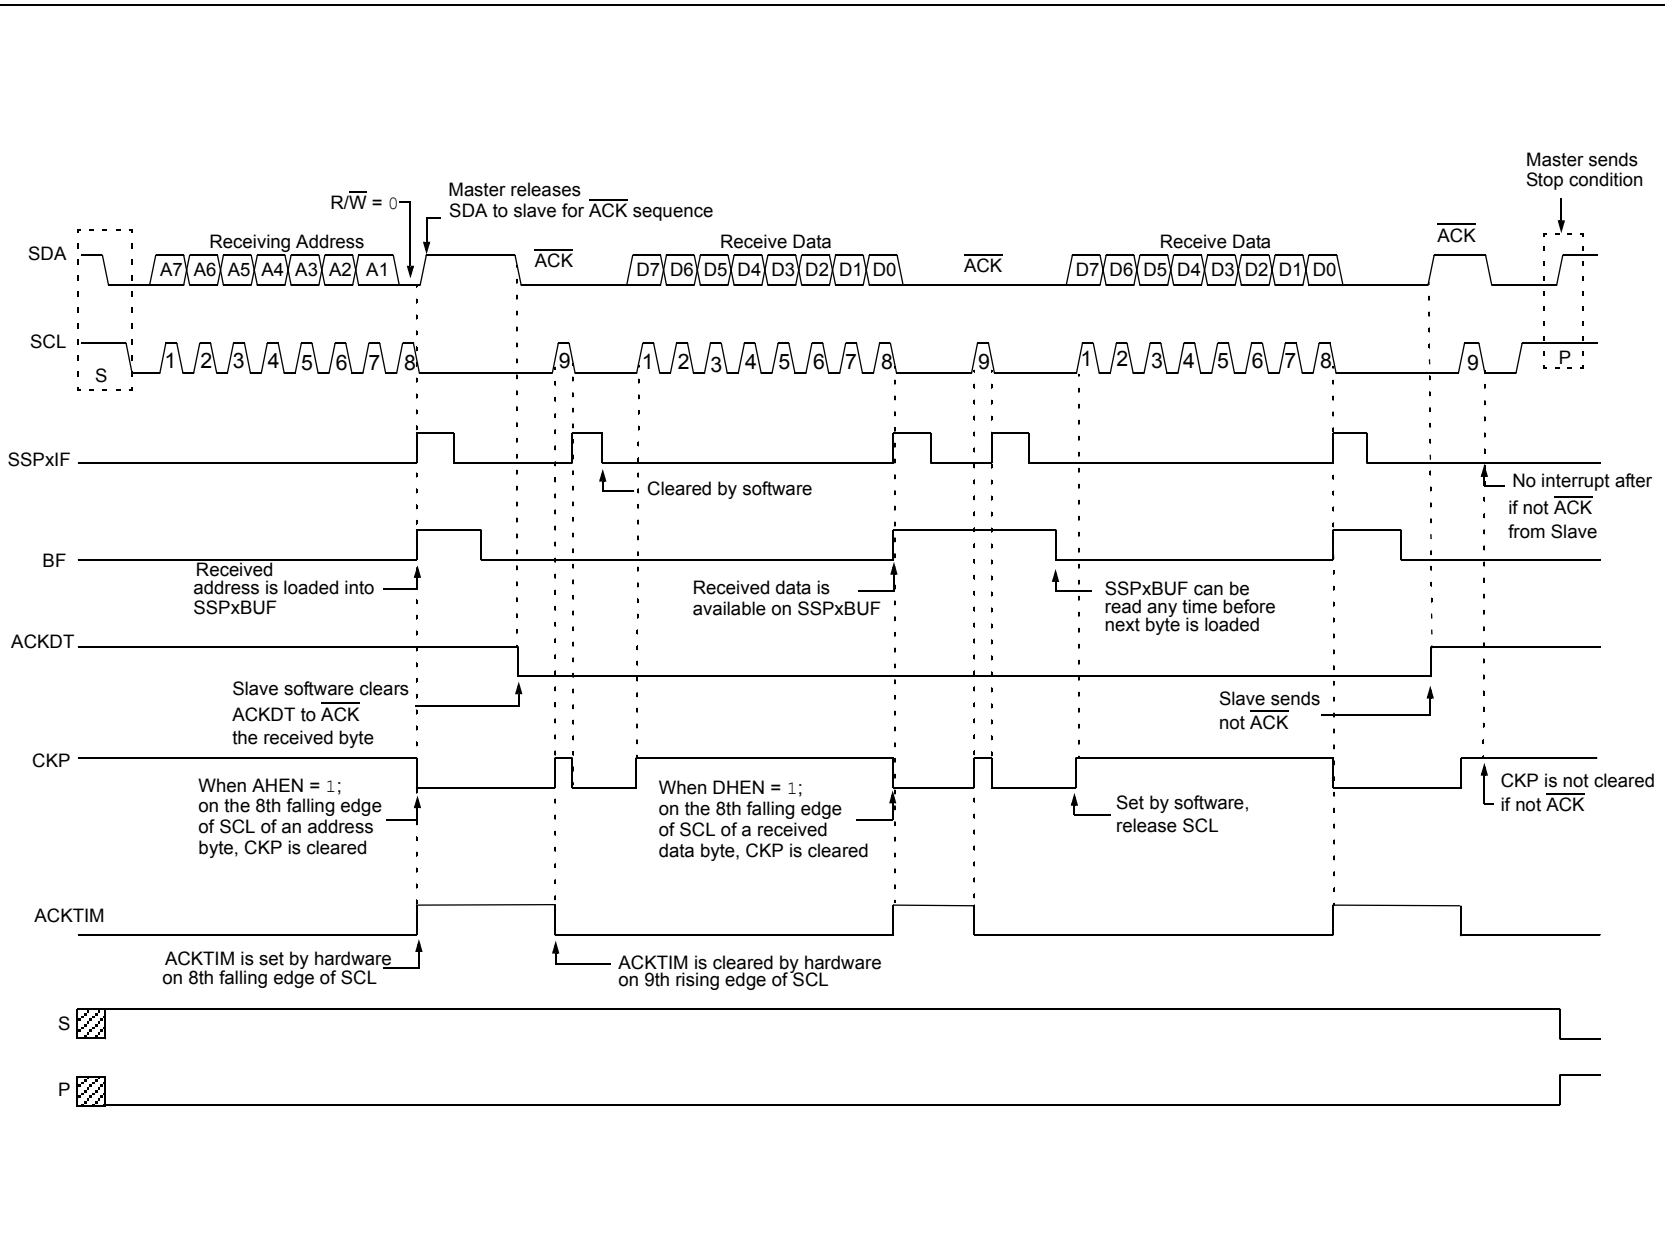 Master sends
Stop condition
R/W̅ = 0
Master releases
SDA to slave for A̅C̅K̅ sequence
SDA
Receiving Address
A7 A6 A5 A4 A3 A2 A1
A̅C̅K̅
Receive Data
D7 D6 D5 D4 D3 D2 D1 D0
A̅C̅K̅
Receive Data
D7 D6 D5 D4 D3 D2 D1 D0
A̅C̅K̅
SCL
S
1 2 3 4 5 6 7 8
9
1 2 3 4 5 6 7 8
9
1 2 3 4 5 6 7 8
9
P
SSPxIF
Cleared by software
No interrupt after
if not A̅C̅K̅
from Slave
BF
Received
address is loaded into
SSPxBUF
Received data is
available on SSPxBUF
SSPxBUF can be
read any time before
next byte is loaded
ACKDT
Slave software clears
ACKDT to A̅C̅K̅
the received byte
Slave sends
not A̅C̅K̅
CKP
When AHEN = 1;
on the 8th falling edge
of SCL of an address
byte, CKP is cleared
When DHEN = 1;
on the 8th falling edge
of SCL of a received
data byte, CKP is cleared
Set by software,
release SCL
CKP is not cleared
if not A̅C̅K̅
ACKTIM
ACKTIM is set by hardware
on 8th falling edge of SCL
ACKTIM is cleared by hardware
on 9th rising edge of SCL
S
P